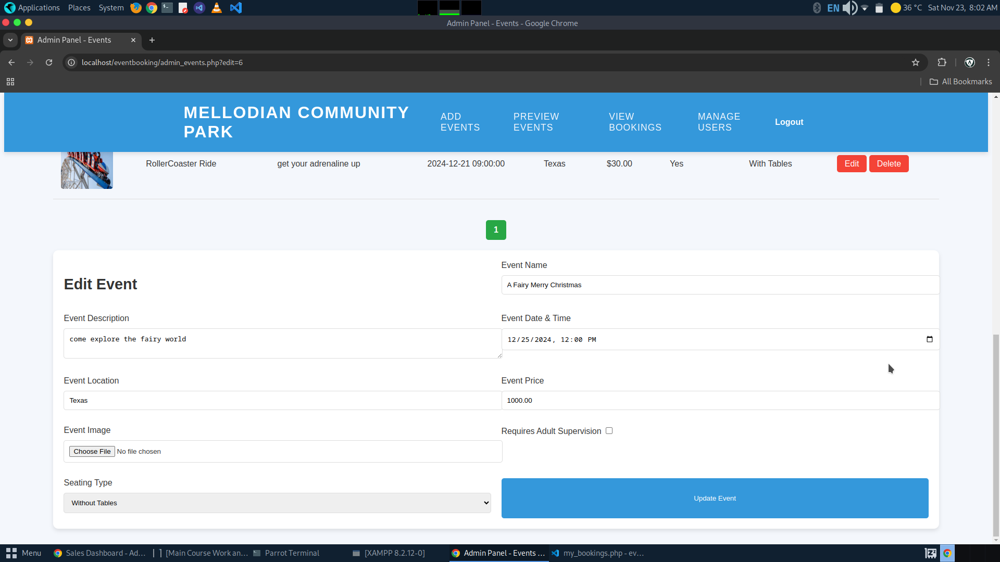 Applications Places System
EN 36 °C Sat Nov 23, 8:02 AM
Admin Panel - Events - Google Chrome
Admin Panel - Events
localhost/eventbooking/admin_events.php?edit=6
All Bookmarks
MELLODIAN COMMUNITY
PARK
ADD
EVENTS
PREVIEW
EVENTS
VIEW
BOOKINGS
MANAGE
USERS
Logout
RollerCoaster Ride get your adrenaline up 2024-12-21 09:00:00 Texas $30.00 Yes With Tables Edit Delete
1
Edit Event
Event Name
A Fairy Merry Christmas
Event Description
come explore the fairy world
Event Date & Time
12/25/2024, 12:00 PM
Event Location
Texas
Event Price
1000.00
Event Image
Choose File No file chosen
Requires Adult Supervision
Seating Type
Without Tables
Update Event
Menu Sales Dashboard - Ad... [Main Course Work an... Parrot Terminal [XAMPP 8.2.12-0] Admin Panel - Events ... my_bookings.php - ev...